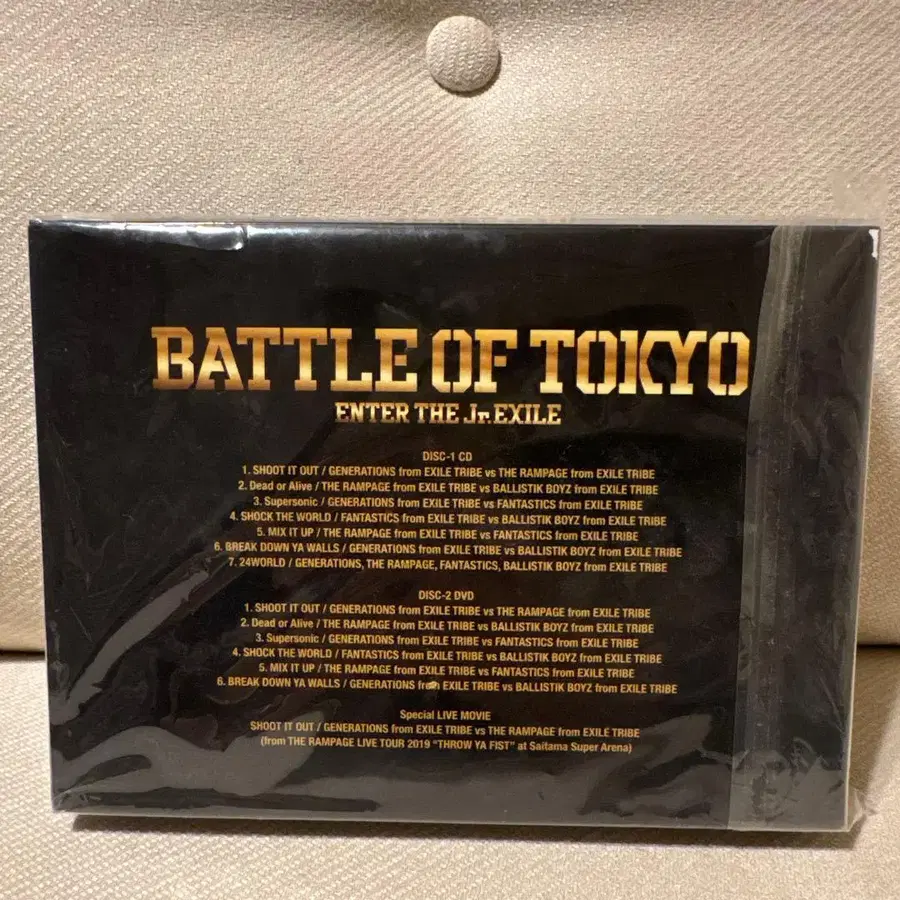 BATTLE OF TOKYO
ENTER THE Jr.EXILE
DISC-1 CD
1. SHOOT IT OUT / GENERATIONS from EXILE TRIBE vs THE RAMPAGE from EXILE TRIBE
2. Dead or Alive / THE RAMPAGE from EXILE TRIBE vs BALLISTIK BOYZ from EXILE TRIBE
3. Supersonic / GENERATIONS from EXILE TRIBE vs FANTASTICS from EXILE TRIBE
4. SHOCK THE WORLD / FANTASTICS from EXILE TRIBE vs BALLISTIK BOYZ from EXILE TRIBE
5. MIX IT UP / THE RAMPAGE from EXILE TRIBE vs FANTASTICS from EXILE TRIBE
6. BREAK DOWN YA WALLS / GENERATIONS from EXILE TRIBE vs BALLISTIK BOYZ from EXILE TRIBE
7. 24WORLD / GENERATIONS, THE RAMPAGE, FANTASTICS, BALLISTIK BOYZ from EXILE TRIBE
DISC-2 DVD
1. SHOOT IT OUT / GENERATIONS from EXILE TRIBE vs THE RAMPAGE from EXILE TRIBE
2. Dead or Alive / THE RAMPAGE from EXILE TRIBE vs BALLISTIK BOYZ from EXILE TRIBE
3. Supersonic / GENERATIONS from EXILE TRIBE vs FANTASTICS from EXILE TRIBE
4. SHOCK THE WORLD / FANTASTICS from EXILE TRIBE vs BALLISTIK BOYZ from EXILE TRIBE
5. MIX IT UP / THE RAMPAGE from EXILE TRIBE vs FANTASTICS from EXILE TRIBE
6. BREAK DOWN YA WALLS / GENERATIONS from EXILE TRIBE vs BALLISTIK BOYZ from EXILE TRIBE
Special LIVE MOVIE
SHOOT IT OUT / GENERATIONS from EXILE TRIBE vs THE RAMPAGE from EXILE TRIBE
(from THE RAMPAGE LIVE TOUR 2019 “THROW YA FIST” at Saitama Super Arena)